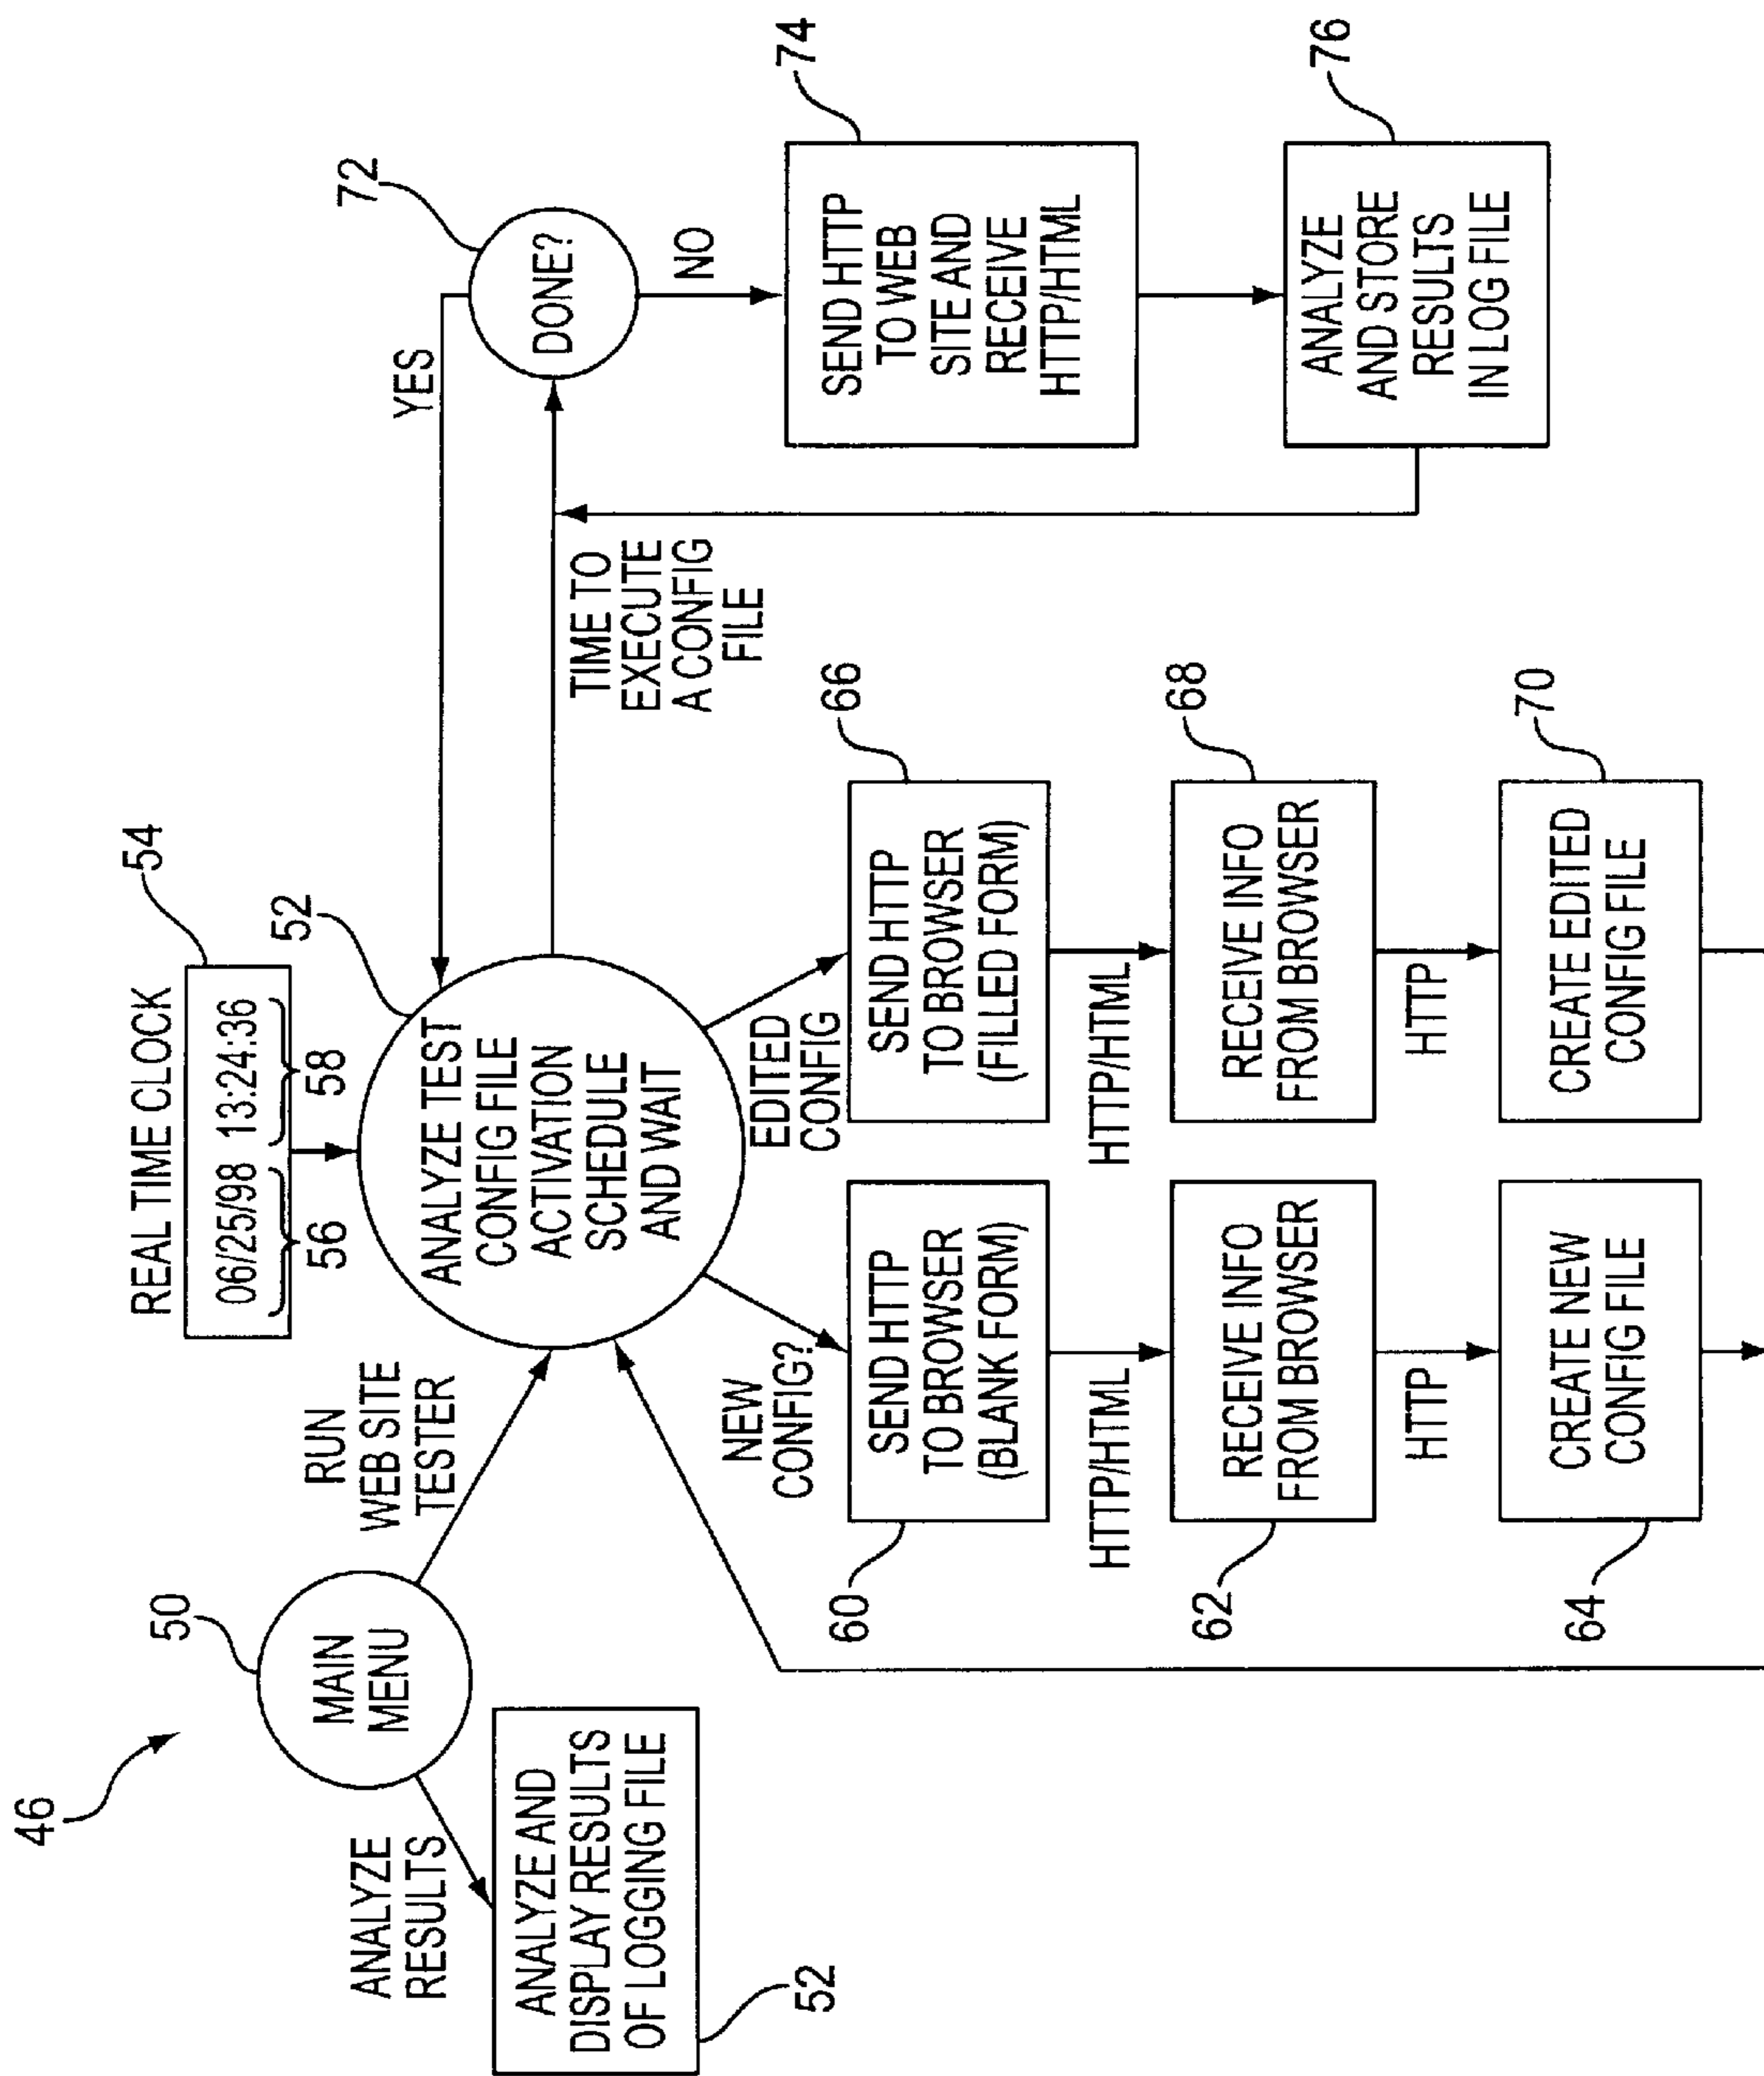 46
50
MAIN
MENU
ANALYZE
RESULTS
ANALYZE AND
DISPLAY RESULTS
OF LOGGING FILE
52
RUN
WEB SITE
TESTER
REAL TIME CLOCK
54
06/25/98 13:24:36
56
58
52
ANALYZE TEST
CONFIG FILE
ACTIVATION
SCHEDULE
AND WAIT
NEW
CONFIG?
EDITED
CONFIG
60
SEND HTTP
TO BROWSER
(BLANK FORM)
HTTP/HTML
62
RECEIVE INFO
FROM BROWSER
HTTP
64
CREATE NEW
CONFIG FILE
66
SEND HTTP
TO BROWSER
(FILLED FORM)
HTTP/HTML
68
RECEIVE INFO
FROM BROWSER
HTTP
70
CREATE EDITED
CONFIG FILE
YES
TIME TO
EXECUTE
A CONFIG
FILE
72
DONE?
NO
74
SEND HTTP
TO WEB
SITE AND
RECEIVE
HTTP/HTML
76
ANALYZE
AND STORE
RESULTS
IN LOG FILE